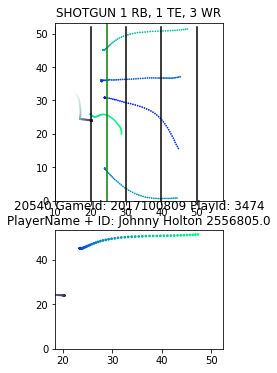 SHOTGUN 1 RB, 1 TE, 3 WR
50
40
30
20
10
0
10 20 30 40 50
20540 GameId: 2017100809 PlayId: 3474
PlayerName + ID: Johnny Holton 2556805.0
40
20
0
20 30 40 50